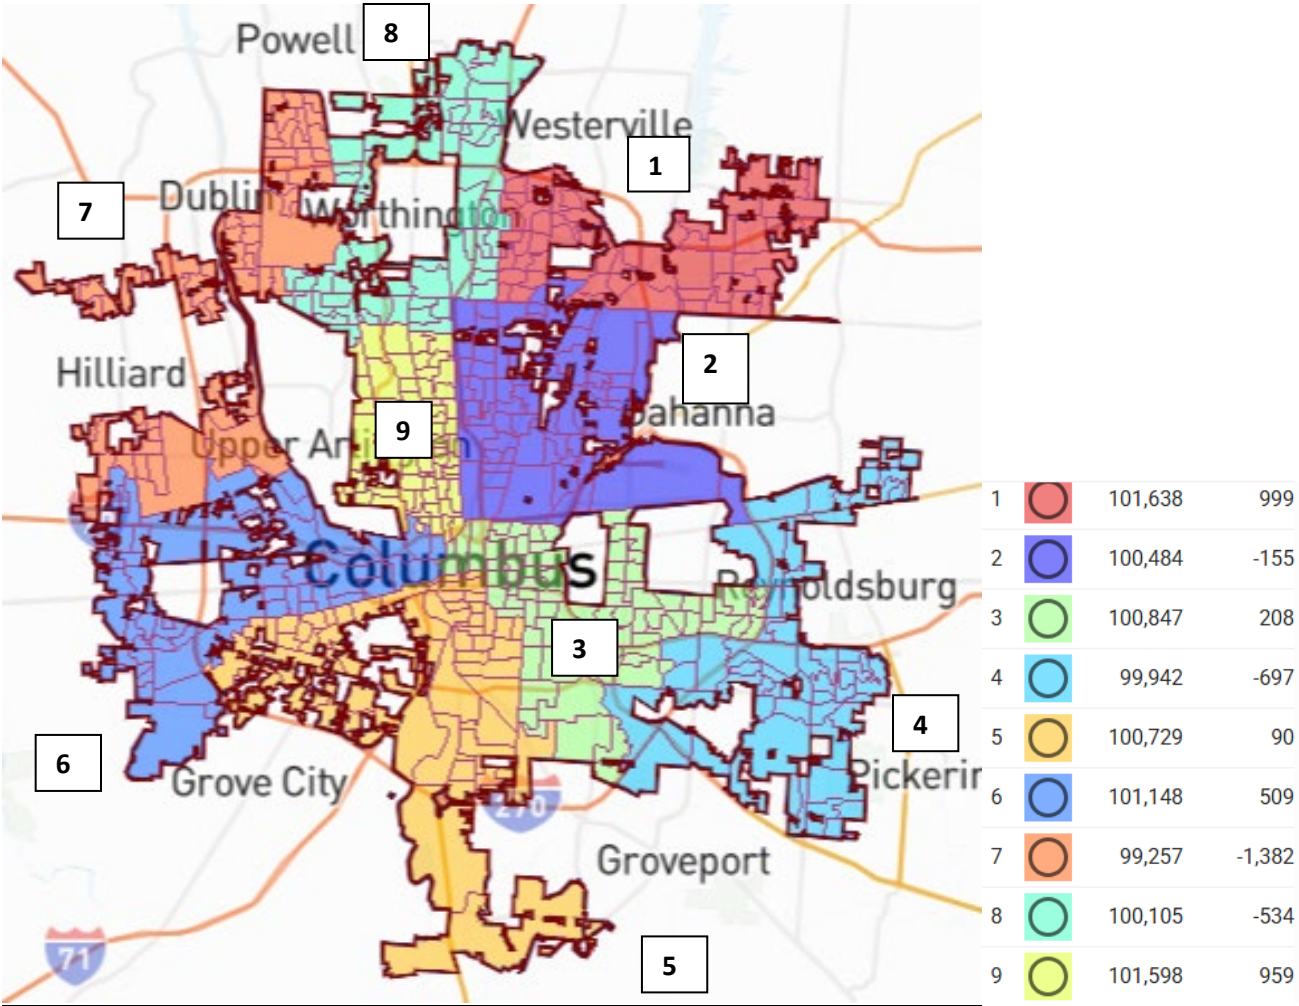 Powell
8
Westerville
1
7
Dublin
Worthington
2
Hilliard
Gahanna
9
Upper Arlington
Columbus
Reynoldsburg
3
4
6
Grove City
Pickerin
270
Groveport
71
5
1 101,638 999
2 100,484 -155
3 100,847 208
4 99,942 -697
5 100,729 90
6 101,148 509
7 99,257 -1,382
8 100,105 -534
9 101,598 959